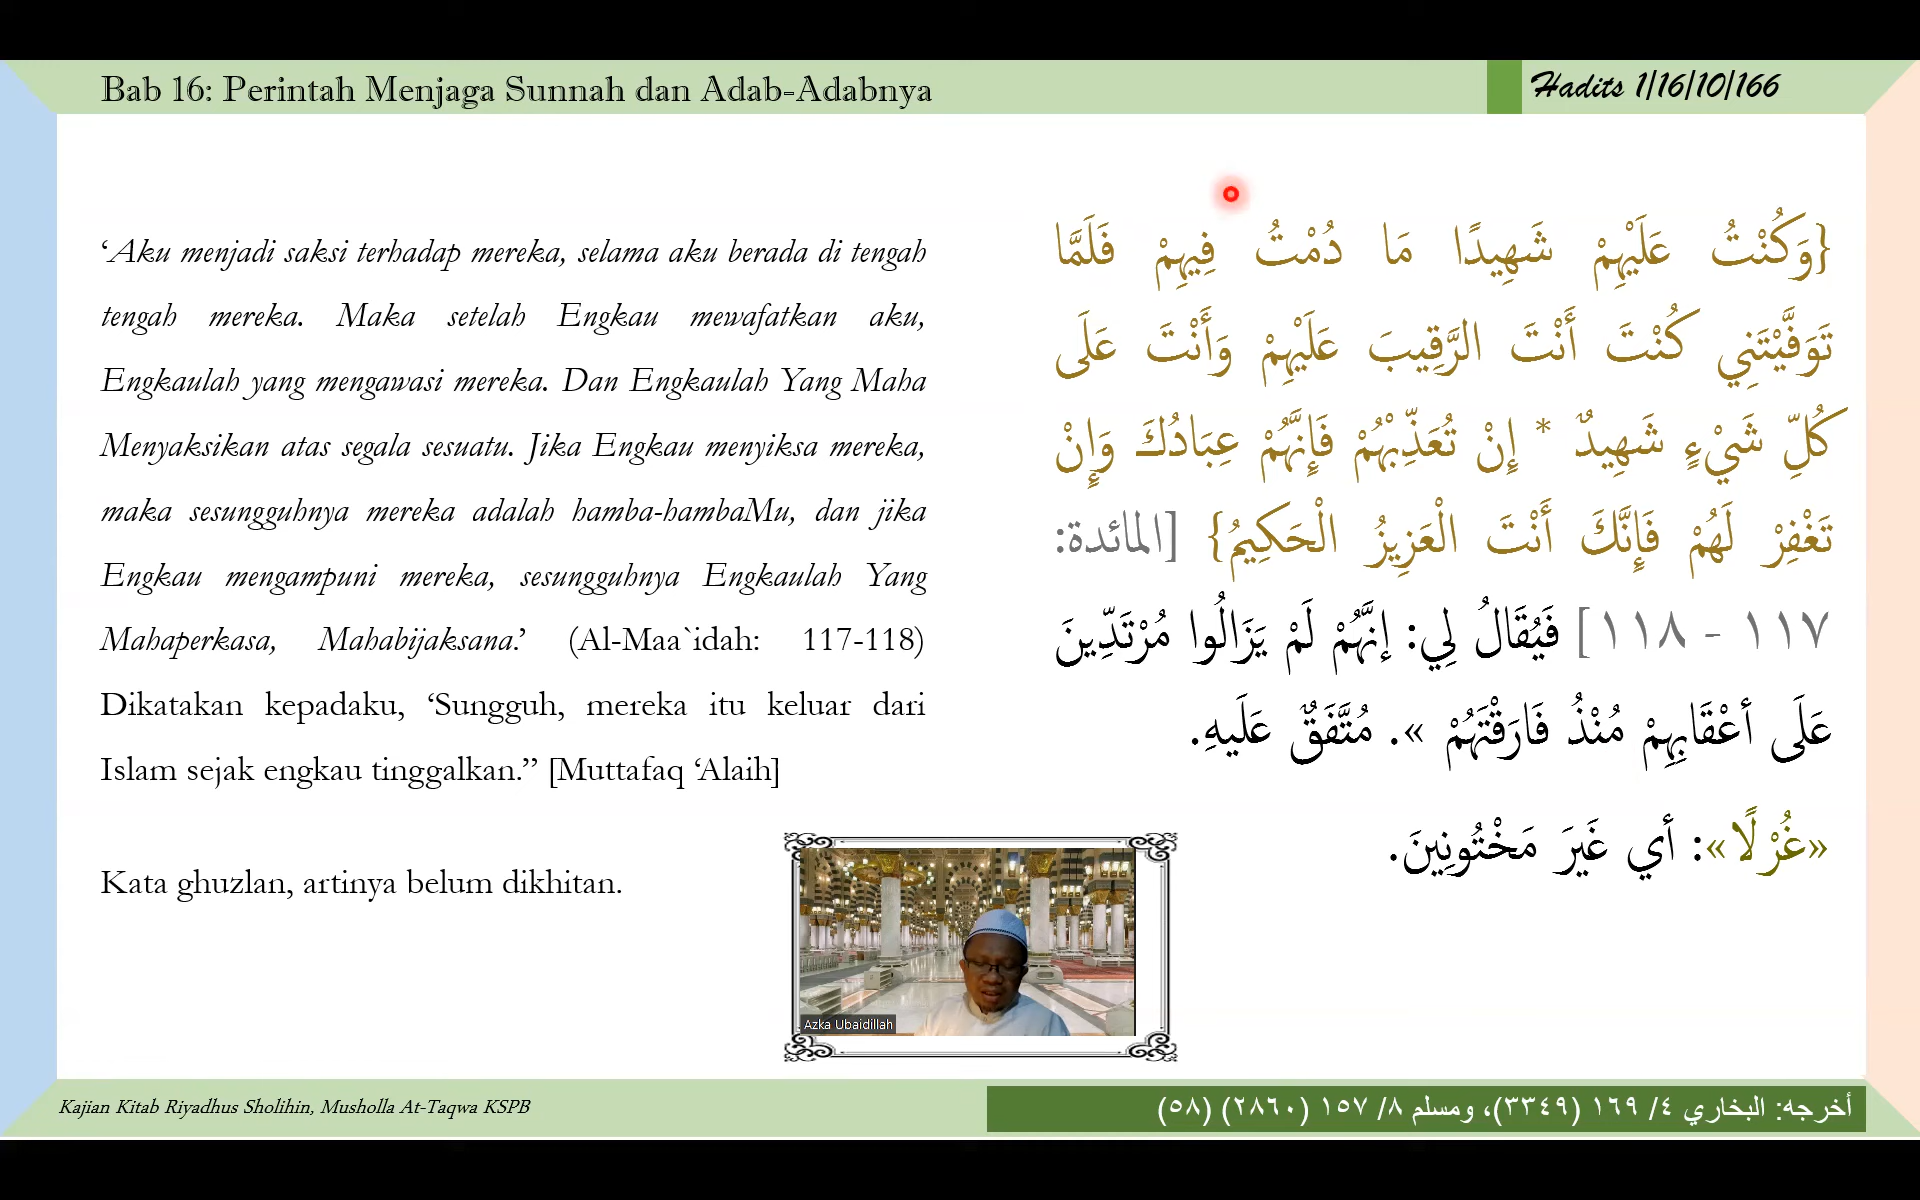 Bab 16: Perintah Menjaga Sunnah dan Adab-Adabnya
Hadits 1|16|10|166
‘Aku menjadi saksi terhadap mereka, selama aku berada di tengah
tengah mereka. Maka setelah Engkau mewafatkan aku,
Engkaulah yang mengawasi mereka. Dan Engkaulah Yang Maha
Menyaksikan atas segala sesuatu. Jika Engkau menyiksa mereka,
maka sesungguhnya mereka adalah hamba-hambaMu, dan jika
Engkau mengampuni mereka, sesungguhnya Engkaulah Yang
Mahaperkasa, Mahabijaksana.’ (Al-Maa`idah: 117-118)
Dikatakan kepadaku, ‘Sungguh, mereka itu keluar dari
Islam sejak engkau tinggalkan.” [Muttafaq ‘Alaih]
Kata ghuzlan, artinya belum dikhitan.
{وَكُنْتُ عَلَيْهِمْ شَهِيدًا مَا دُمْتُ فِيهِمْ فَلَمَّا
تَوَفَّيْتَنِي كُنْتَ أَنْتَ الرَّقِيبَ عَلَيْهِمْ وَأَنْتَ عَلَى
كُلِّ شَيْءٍ شَهِيدٌ * إِنْ تُعَذِّبْهُمْ فَإِنَّهُمْ عِبَادُكَ وَإِنْ
تَغْفِرْ لَهُمْ فَإِنَّكَ أَنْتَ الْعَزِيزُ الْحَكِيمُ} [المائدة:
١١٧ - ١١٨] فَيُقَالُ لِي: إنَّهُمْ لَمْ يَزَالُوا مُرْتَدِّينَ
عَلَى أعْقَابِهِمْ مُنْذُ فَارَقْتَهُمْ ». مُتَّفَقٌ عَلَيهِ.
«غُرْلًا»: أي غَيرَ مَخْتُونِينَ.
Azka Ubaidillah
Kajian Kitab Riyadhus Sholihin, Musholla At-Taqwa KSPB
أخرجه: البخاري ٤/ ١٦٩ (٣٣٤٩)، ومسلم ٨/ ١٥٧ (٢٨٦٠) (٥٨)